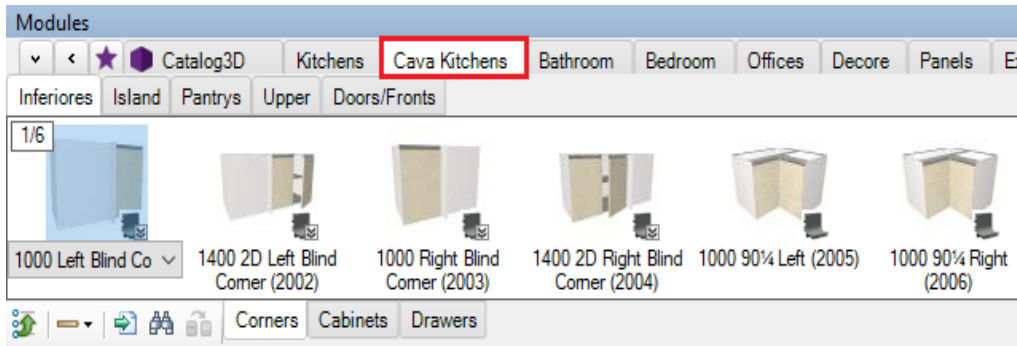 Modules
Catalog3D Kitchens Cava Kitchens Bathroom Bedroom Offices Decore Panels
Inferiores Island Pantrys Upper Doors/Fronts
1/6
1000 Left Blind Co 1400 2D Left Blind 1000 Right Blind 1400 2D Right Blind 1000 90¼ Left (2005) 1000 90¼ Right
Corner (2002) Corner (2003) Corner (2004) (2006)
Corners Cabinets Drawers